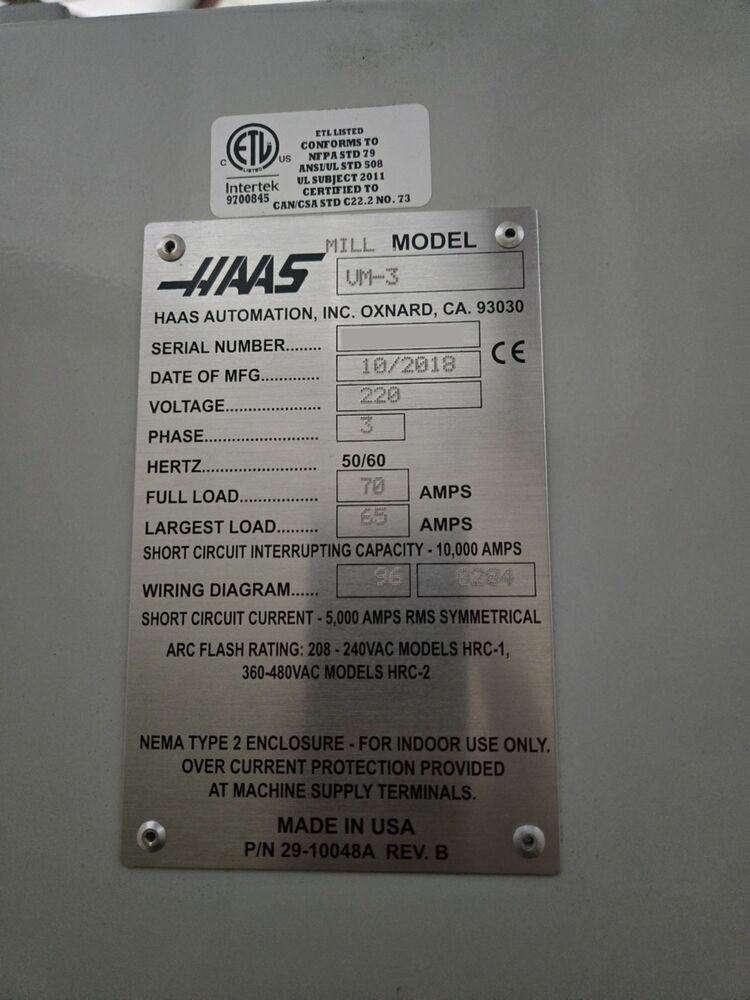 ETL LISTED
CONFORMS TO
NFPA STD 79
ANSI/UL STD 508
UL SUBJECT 2011
CERTIFIED TO
CAN/CSA STD C22.2 NO. 73
C ETL US
LISTED
Intertek
9700845
MILL MODEL
HAAS VM-3
HAAS AUTOMATION, INC. OXNARD, CA. 93030
SERIAL NUMBER........
CE
DATE OF MFG............. 10/2018
VOLTAGE..................... 220
PHASE......................... 3
HERTZ......................... 50/60
FULL LOAD.................. 70 AMPS
LARGEST LOAD......... 65 AMPS
SHORT CIRCUIT INTERRUPTING CAPACITY - 10,000 AMPS
WIRING DIAGRAM...... 96 0284
SHORT CIRCUIT CURRENT - 5,000 AMPS RMS SYMMETRICAL
ARC FLASH RATING: 208 - 240VAC MODELS HRC-1,
360-480VAC MODELS HRC-2
NEMA TYPE 2 ENCLOSURE - FOR INDOOR USE ONLY.
OVER CURRENT PROTECTION PROVIDED
AT MACHINE SUPPLY TERMINALS.
MADE IN USA
P/N 29-10048A REV. B